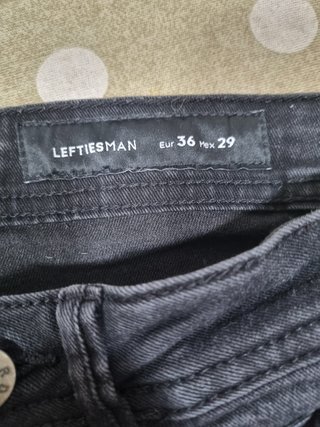 LEFTIESMAN Eur 36 Mex 29